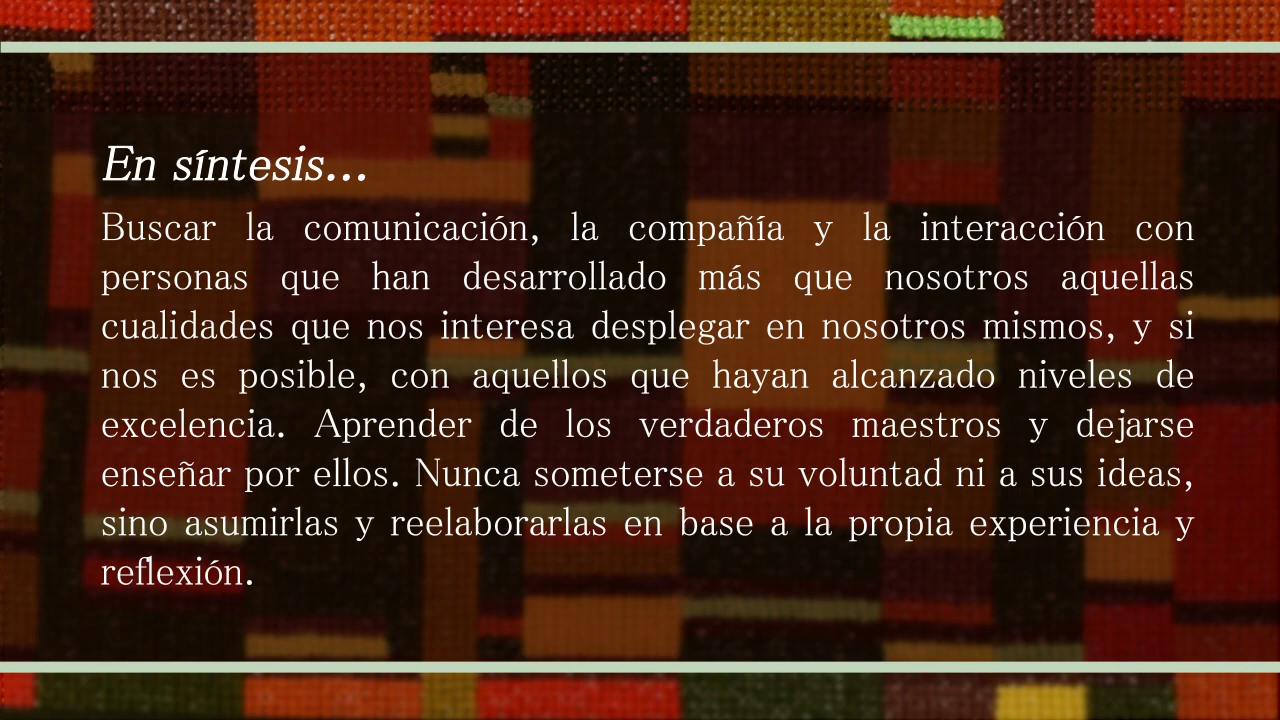 En síntesis...
Buscar la comunicación, la compañía y la interacción con
personas que han desarrollado más que nosotros aquellas
cualidades que nos interesa desplegar en nosotros mismos, y si
nos es posible, con aquellos que hayan alcanzado niveles de
excelencia. Aprender de los verdaderos maestros y dejarse
enseñar por ellos. Nunca someterse a su voluntad ni a sus ideas,
sino asumirlas y reelaborarlas en base a la propia experiencia y
reflexión.